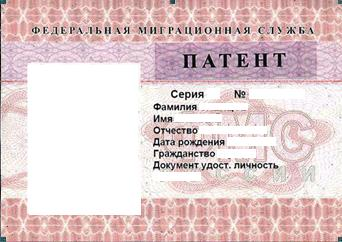 ФЕДЕРАЛЬНАЯ МИГРАЦИОННАЯ СЛУЖБА
ПАТЕНТ
Серия №
Фамилия
Имя
Отчество
Дата рождения
Гражданство
Документ удост. личность